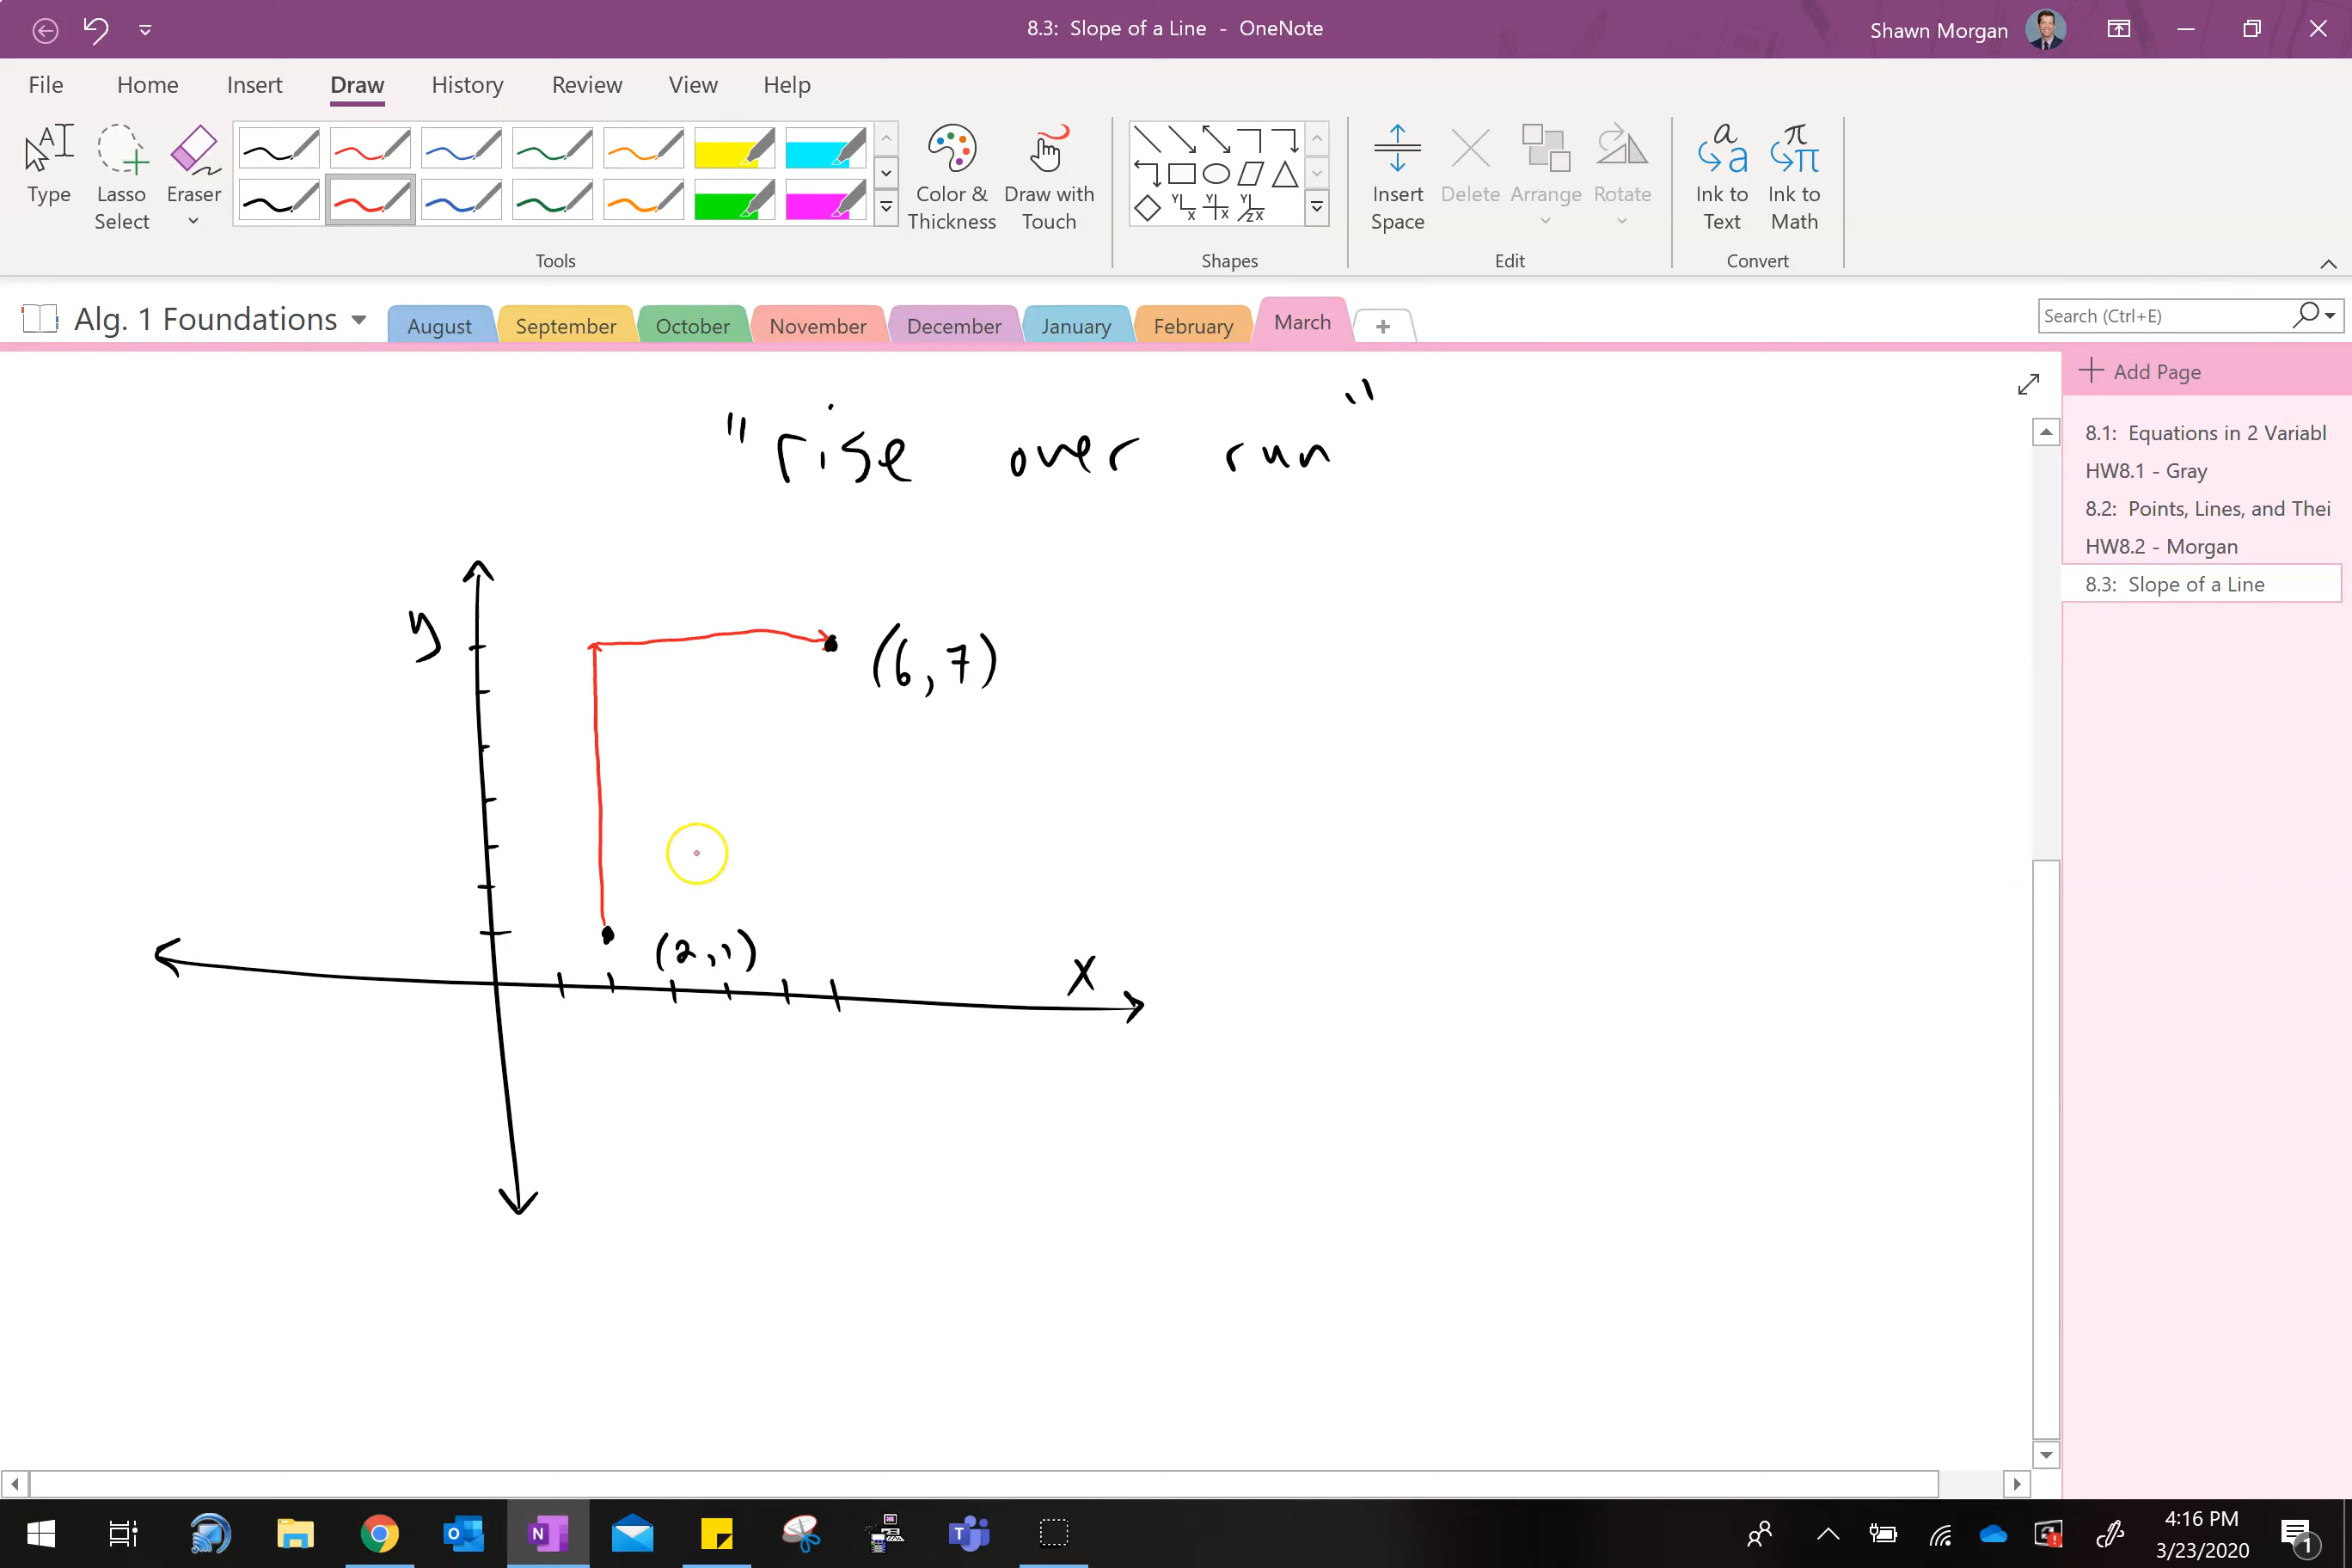 8.3: Slope of a Line - OneNote
Shawn Morgan
File Home Insert Draw History Review View Help
Type
Lasso Select
Eraser
Color & Thickness
Draw with Touch
Insert Space
Delete
Arrange
Rotate
Ink to Text
Ink to Math
Tools
Shapes
Edit
Convert
Alg. 1 Foundations
August September October November December January February March
Search (Ctrl+E)
Add Page
8.1: Equations in 2 Variabl
HW8.1 - Gray
8.2: Points, Lines, and Thei
HW8.2 - Morgan
8.3: Slope of a Line
"rise over run"
y
(6,7)
(2,1)
x
4:16 PM
3/23/2020
1